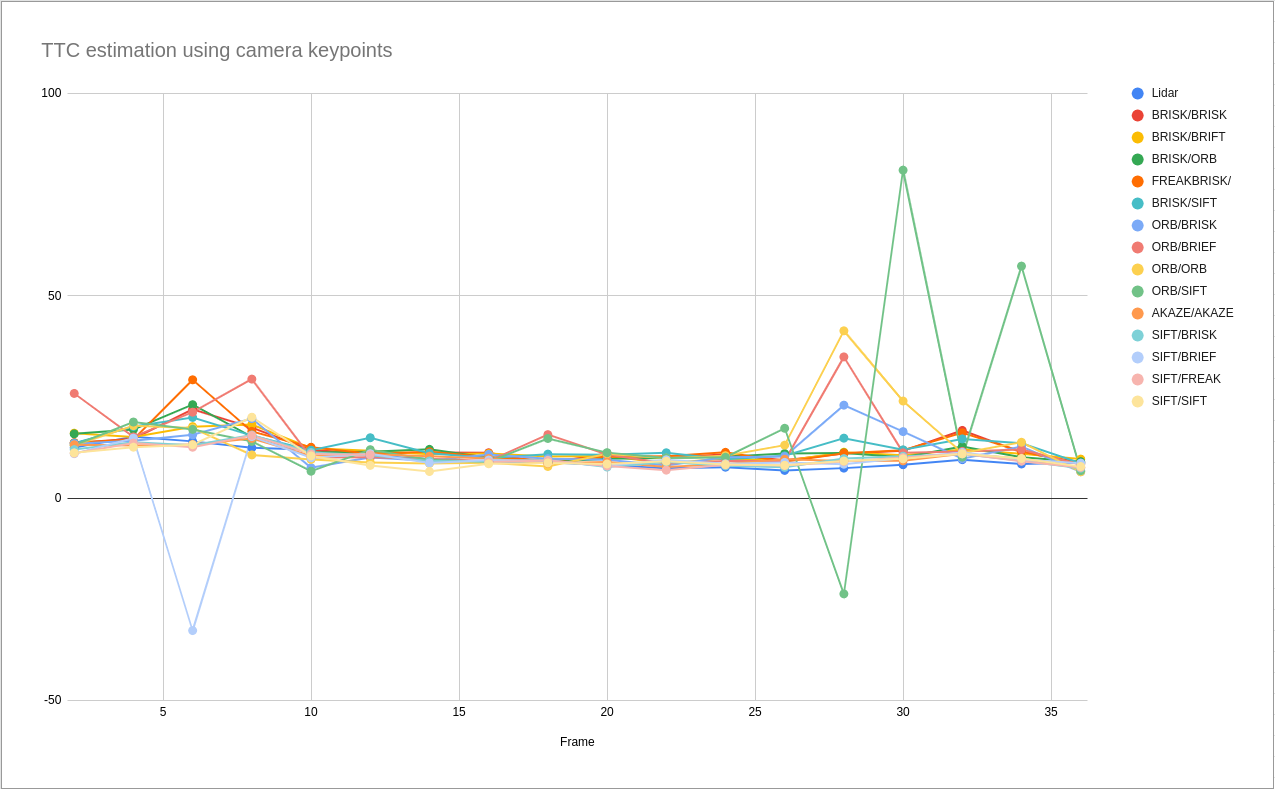 TTC estimation using camera keypoints
100
50
0
-50
5
10
15
20
25
30
35
Frame
Lidar
BRISK/BRISK
BRISK/BRIFT
BRISK/ORB
FREAKBRISK/
BRISK/SIFT
ORB/BRISK
ORB/BRIEF
ORB/ORB
ORB/SIFT
AKAZE/AKAZE
SIFT/BRISK
SIFT/BRIEF
SIFT/FREAK
SIFT/SIFT